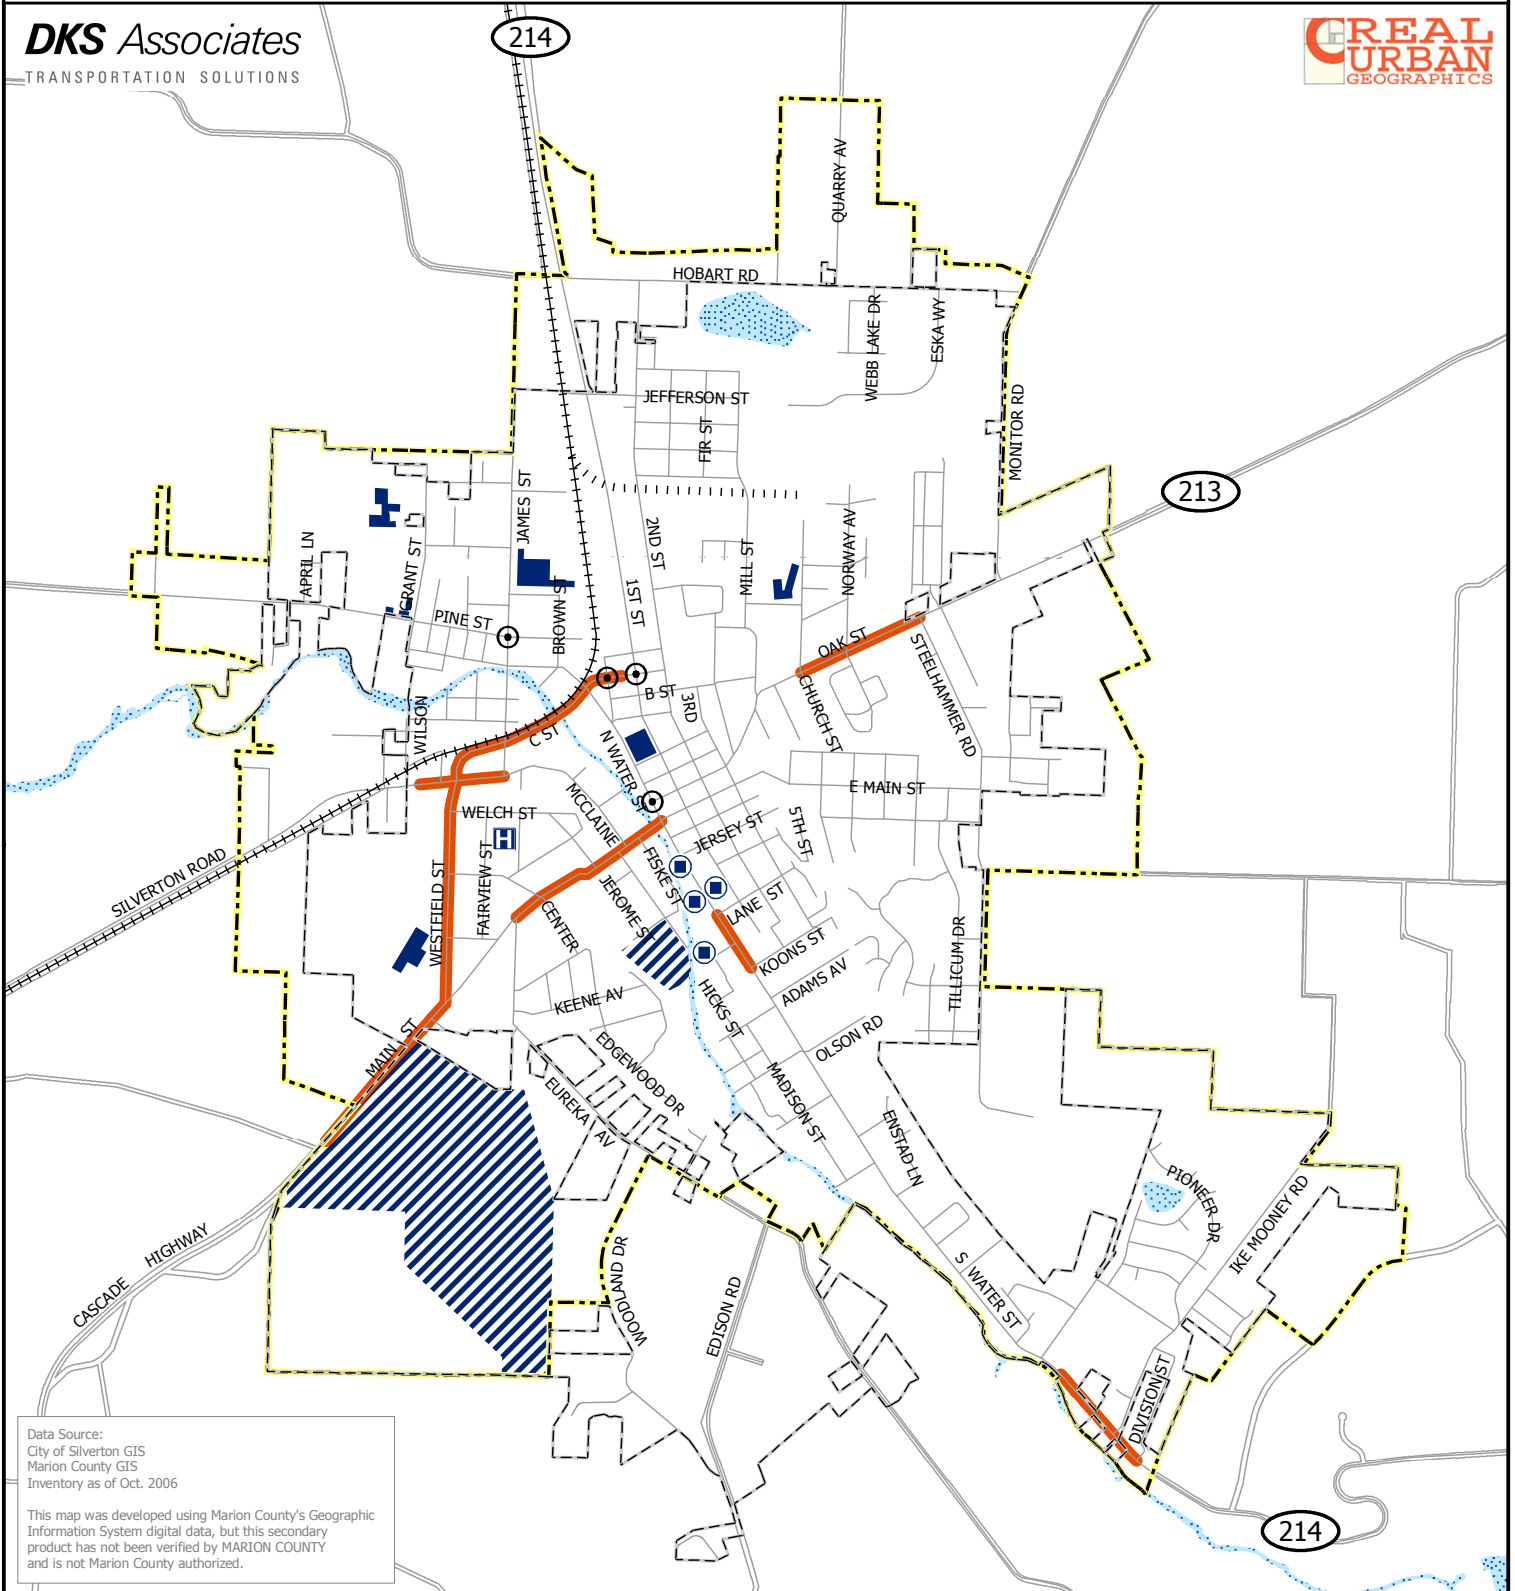 DKS Associates
TRANSPORTATION SOLUTIONS
214
CREAL
URBAN
GEOGRAPHICS
QUARRY AV
HOBART RD
WEBB LAKE DR
ESKA WY
JEFFERSON ST
FIR ST
MONITOR RD
213
JAMES ST
2ND ST
APRIL LN
GRANT ST
MILL ST
NORWAY AV
BROWN ST
1ST ST
PINE ST
OAK ST
STEELHAMMER RD
B ST
3RD
CHURCH ST
WILSON
C ST
N WATER ST
E MAIN ST
MCCLAINE
WELCH ST
H
JERSEY ST
5TH ST
SILVERTON ROAD
WESTFIELD ST
FAIRVIEW ST
FISKE ST
JEROME ST
LANE ST
CENTER
KOONS ST
TILLICUM DR
ADAMS AV
KEENE AV
HICKS ST
MAIN ST
OLSON RD
EDGEWOOD DR
EUREKA AV
MADISON ST
ENSTAD LN
PIONEER DR
IKE MOONEY RD
CASCADE HIGHWAY
WOODLAND DR
EDISON RD
S WATER ST
DIVISION ST
214
Data Source:
City of Silverton GIS
Marion County GIS
Inventory as of Oct. 2006
This map was developed using Marion County's Geographic
Information System digital data, but this secondary
product has not been verified by MARION COUNTY
and is not Marion County authorized.